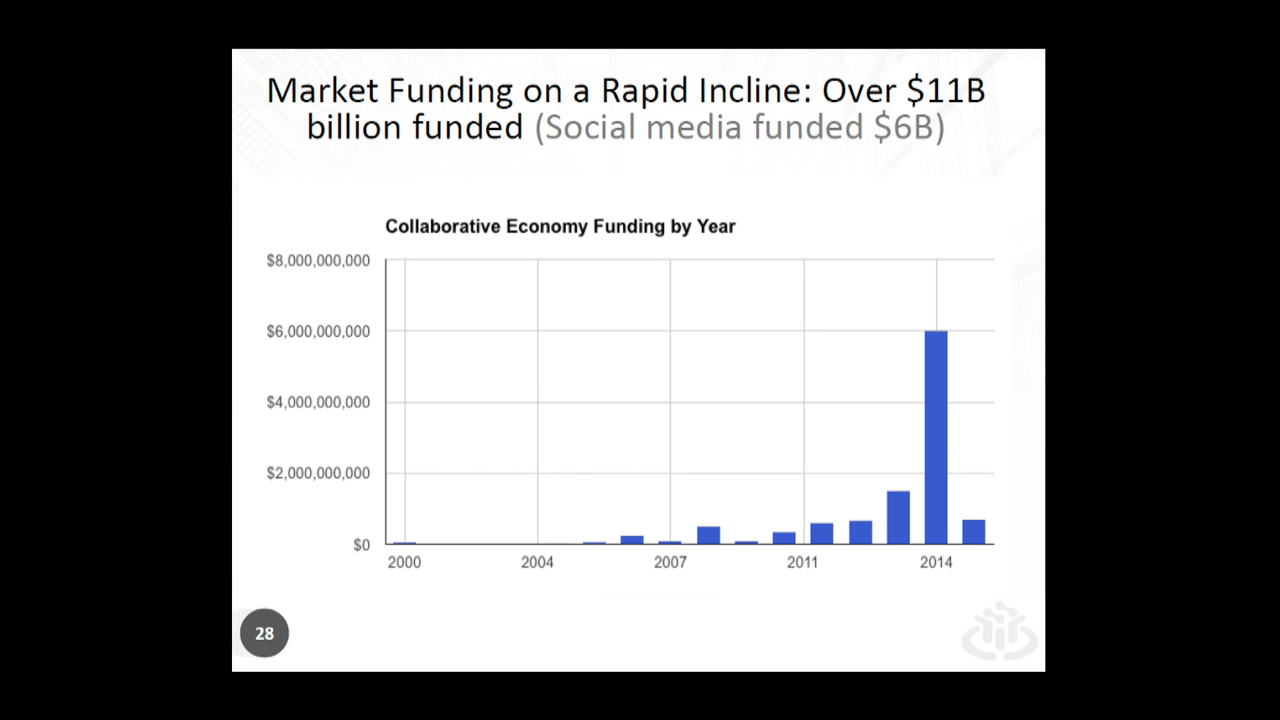 Market Funding on a Rapid Incline: Over $11B
billion funded (Social media funded $6B)
Collaborative Economy Funding by Year
$8,000,000,000
$6,000,000,000
$4,000,000,000
$2,000,000,000
$0
2000 2004 2007 2011 2014
28